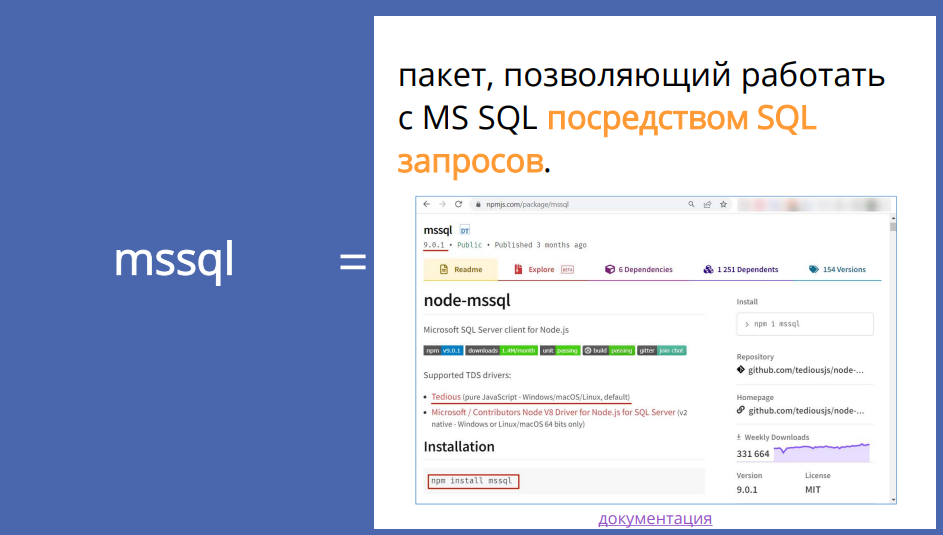 mssql
=
пакет, позволяющий работать
с MS SQL посредством SQL
запросов.
npmjs.com/package/mssql
mssql DT
9.0.1 • Public • Published 3 months ago
Readme
Explore BETA
6 Dependencies
1 251 Dependents
154 Versions
node-mssql
Microsoft SQL Server client for Node.js
npm v9.0.1 downloads 1.4M/month unit passing build passing gitter join chat
Supported TDS drivers:
• Tedious (pure JavaScript - Windows/macOS/Linux, default)
• Microsoft / Contributors Node V8 Driver for Node.js for SQL Server (v2
native - Windows or Linux/macOS 64 bits only)
Installation
npm install mssql
Install
> npm i mssql
Repository
github.com/tediousjs/node-...
Homepage
github.com/tediousjs/node-...
Weekly Downloads
331 664
Version License
9.0.1 MIT
документация